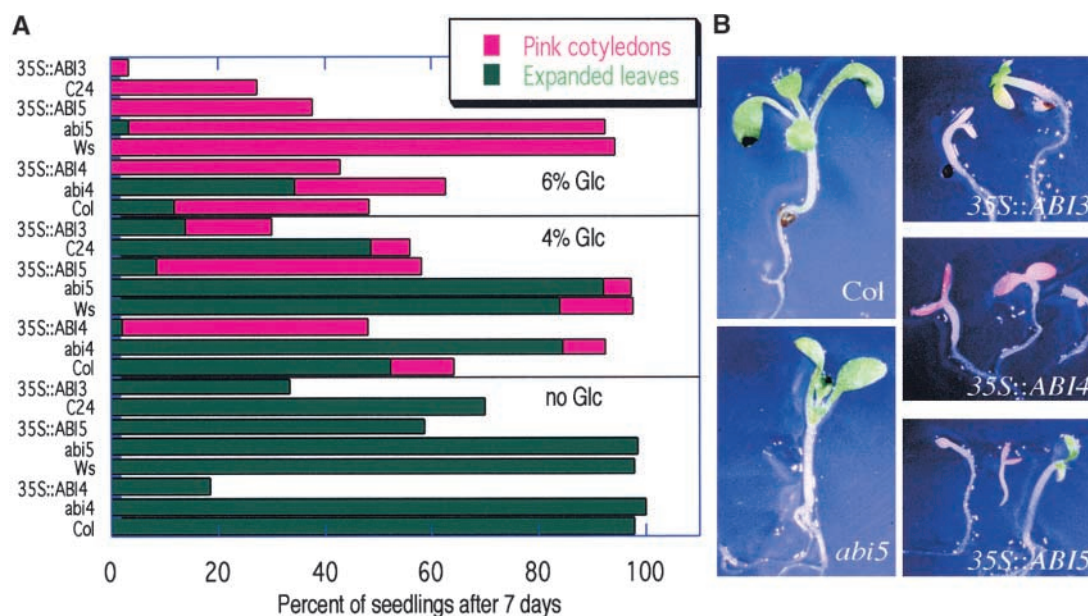 A
Pink cotyledons
Expanded leaves
35S::ABI3
C24
35S::ABI5
abi5
Ws
35S::ABI4
abi4
Col
6% Glc
35S::ABI3
C24
35S::ABI5
abi5
Ws
35S::ABI4
abi4
Col
4% Glc
35S::ABI3
C24
35S::ABI5
abi5
Ws
35S::ABI4
abi4
Col
no Glc
0 20 40 60 80 100
Percent of seedlings after 7 days
B
Col
35S::ABI3
35S::ABI4
abi5
35S::ABI5